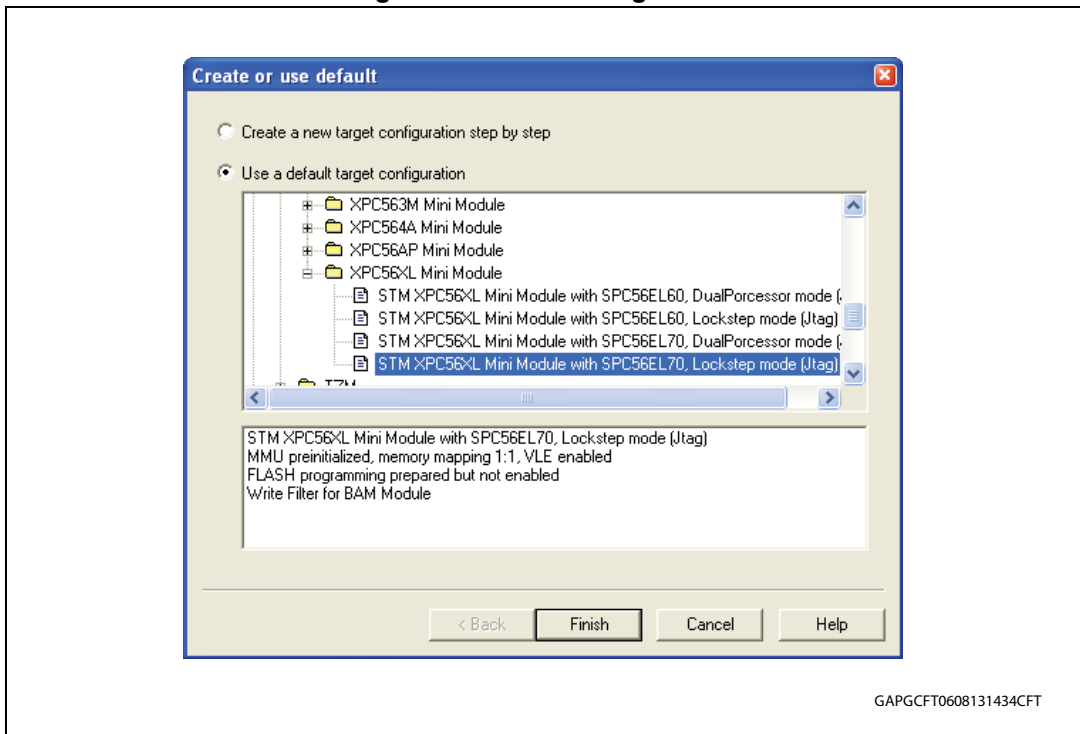 Create or use default
Create a new target configuration step by step
Use a default target configuration
XPC563M Mini Module
XPC564A Mini Module
XPC56AP Mini Module
XPC56XL Mini Module
STM XPC56XL Mini Module with SPC56EL60, DualPorcessor mode (
STM XPC56XL Mini Module with SPC56EL60, Lockstep mode (Jtag)
STM XPC56XL Mini Module with SPC56EL70, DualPorcessor mode (
STM XPC56XL Mini Module with SPC56EL70, Lockstep mode (Jtag)
STM XPC56XL Mini Module with SPC56EL70, Lockstep mode (Jtag)
MMU preinitialized, memory mapping 1:1, VLE enabled
FLASH programming prepared but not enabled
Write Filter for BAM Module
< Back
Finish
Cancel
Help
GAPGCFT0608131434CFT